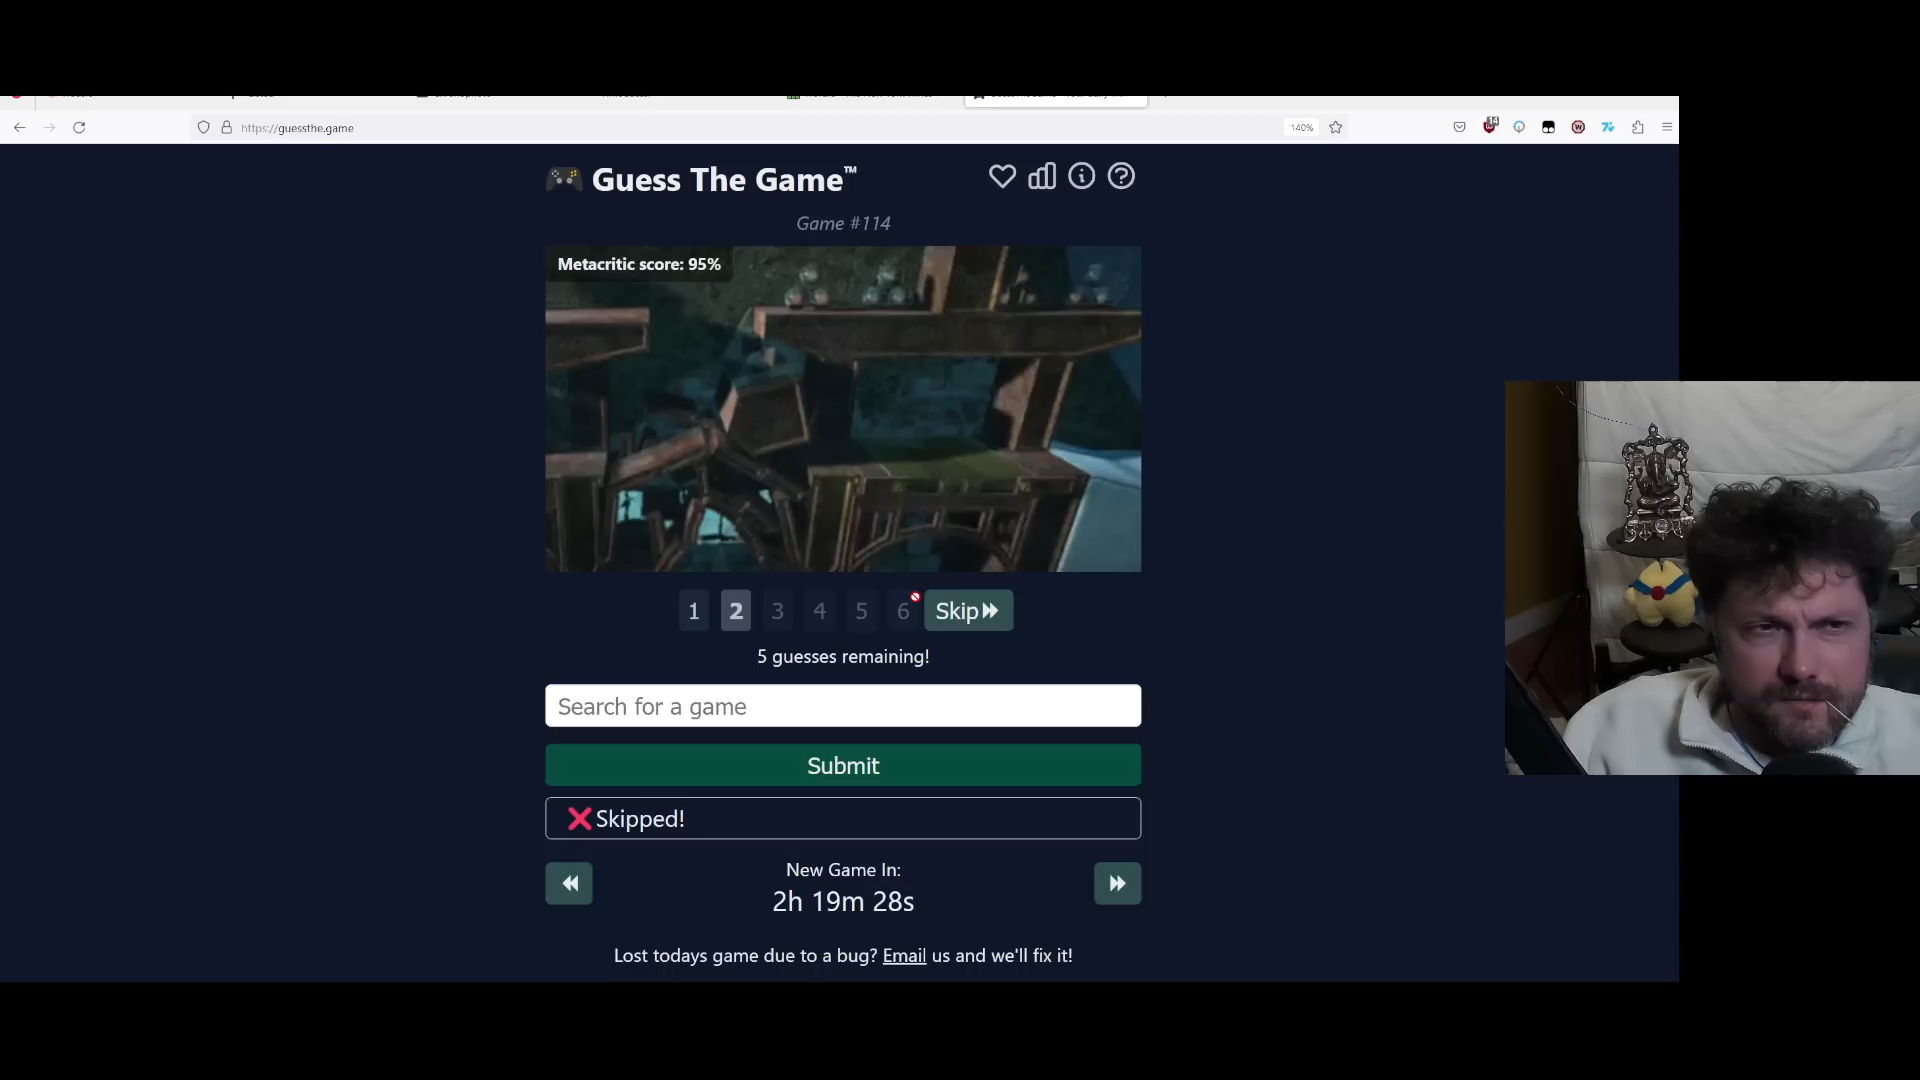 https://guessthe.game
140%
Guess The Game™
Game #114
Metacritic score: 95%
1 2 3 4 5 6 Skip
5 guesses remaining!
Search for a game
Submit
❌Skipped!
New Game In:
2h 19m 28s
Lost todays game due to a bug? Email us and we'll fix it!